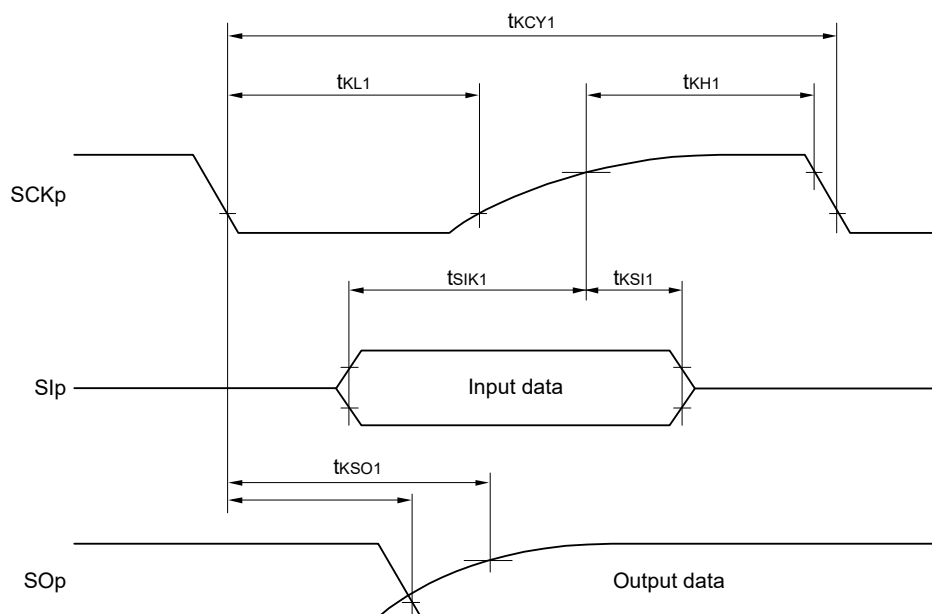 tKCY1
tKL1
tKH1
SCKp
tSIK1
tKSI1
SIp
Input data
tKSO1
SOp
Output data